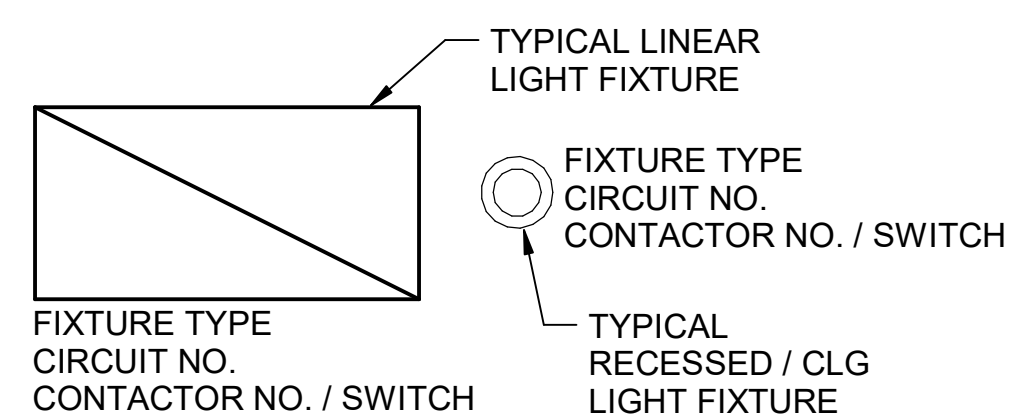 TYPICAL LINEAR
LIGHT FIXTURE
FIXTURE TYPE
CIRCUIT NO.
CONTACTOR NO. / SWITCH
FIXTURE TYPE
CIRCUIT NO.
CONTACTOR NO. / SWITCH
TYPICAL
RECESSED / CLG
LIGHT FIXTURE